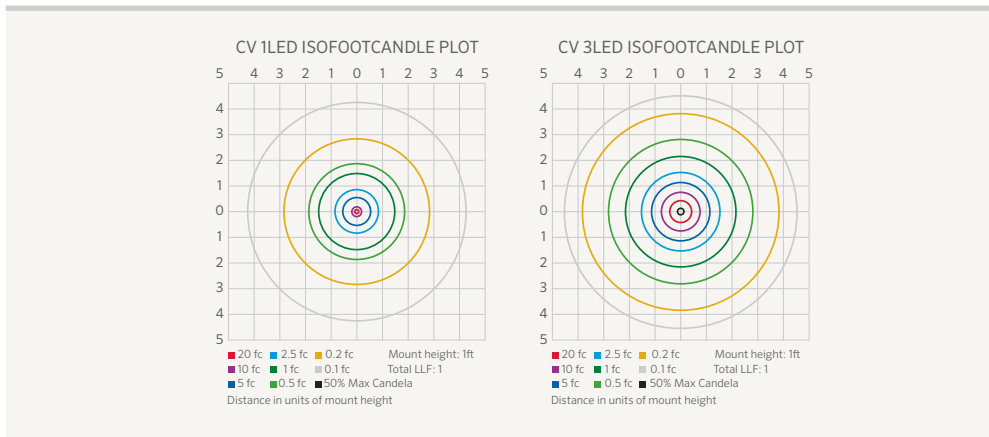 CV 1LED ISOFOOTCANDLE PLOT
5 4 3 2 1 0 1 2 3 4 5
4
3
2
1
0
1
2
3
4
5
20 fc 2.5 fc 0.2 fc Mount height: 1ft
10 fc 1 fc 0.1 fc Total LLF: 1
5 fc 0.5 fc 50% Max Candela
Distance in units of mount height
CV 3LED ISOFOOTCANDLE PLOT
5 4 3 2 1 0 1 2 3 4 5
4
3
2
1
0
1
2
3
4
5
20 fc 2.5 fc 0.2 fc Mount height: 1ft
10 fc 1 fc 0.1 fc Total LLF: 1
5 fc 0.5 fc 50% Max Candela
Distance in units of mount height